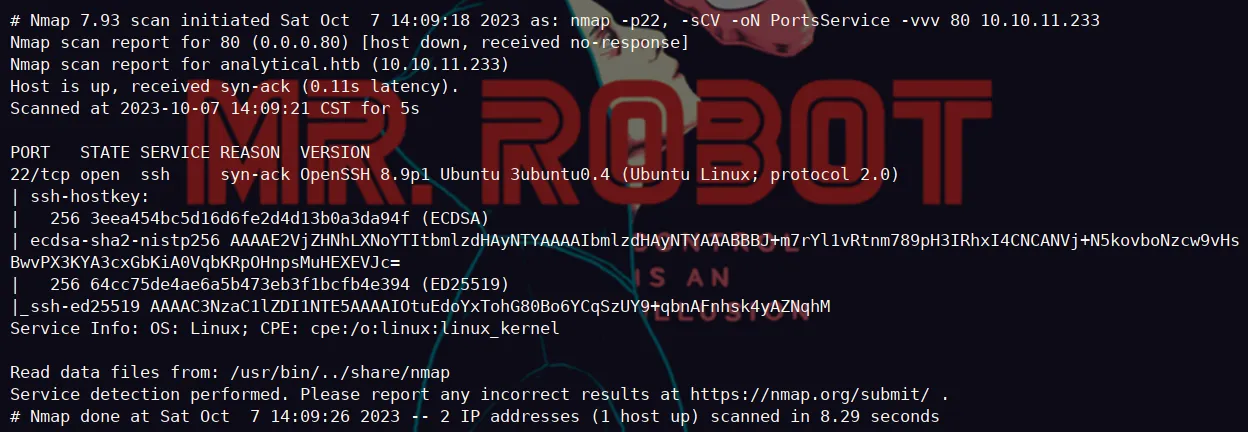 # Nmap 7.93 scan initiated Sat Oct  7 14:09:18 2023 as: nmap -p22, -sCV -oN PortsService -vvv 80 10.10.11.233
Nmap scan report for 80 (0.0.0.80) [host down, received no-response]
Nmap scan report for analytical.htb (10.10.11.233)
Host is up, received syn-ack (0.11s latency).
Scanned at 2023-10-07 14:09:21 CST for 5s
MR. ROBOT
PORT   STATE SERVICE REASON  VERSION
22/tcp open  ssh     syn-ack OpenSSH 8.9p1 Ubuntu 3ubuntu0.4 (Ubuntu Linux; protocol 2.0)
| ssh-hostkey:
|   256 3eea454bc5d16d6fe2d4d13b0a3da94f (ECDSA)
| ecdsa-sha2-nistp256 AAAAE2VjZHNhLXNoYTItbmlzdHAyNTYAAAAIbmlzdHAyNTYAAABBBJ+m7rYl1vRtnm789pH3IRhxI4CNCANVj+N5kovboNzcw9vHs
BwvPX3KYA3cxGbKiA0VqbKRpOHnpsMuHEXEVJc=
|   256 64cc75de4ae6a5b473eb3f1bcfb4e394 (ED25519)
|_ssh-ed25519 AAAAC3NzaC1lZDI1NTE5AAAAIOtuEdoYxTohG80Bo6YCqSzUY9+qbnAFnhsk4yAZNqhM
CONTROL
IS AN
ILLUSION
Service Info: OS: Linux; CPE: cpe:/o:linux:linux_kernel
Read data files from: /usr/bin/../share/nmap
Service detection performed. Please report any incorrect results at https://nmap.org/submit/ .
# Nmap done at Sat Oct  7 14:09:26 2023 -- 2 IP addresses (1 host up) scanned in 8.29 seconds